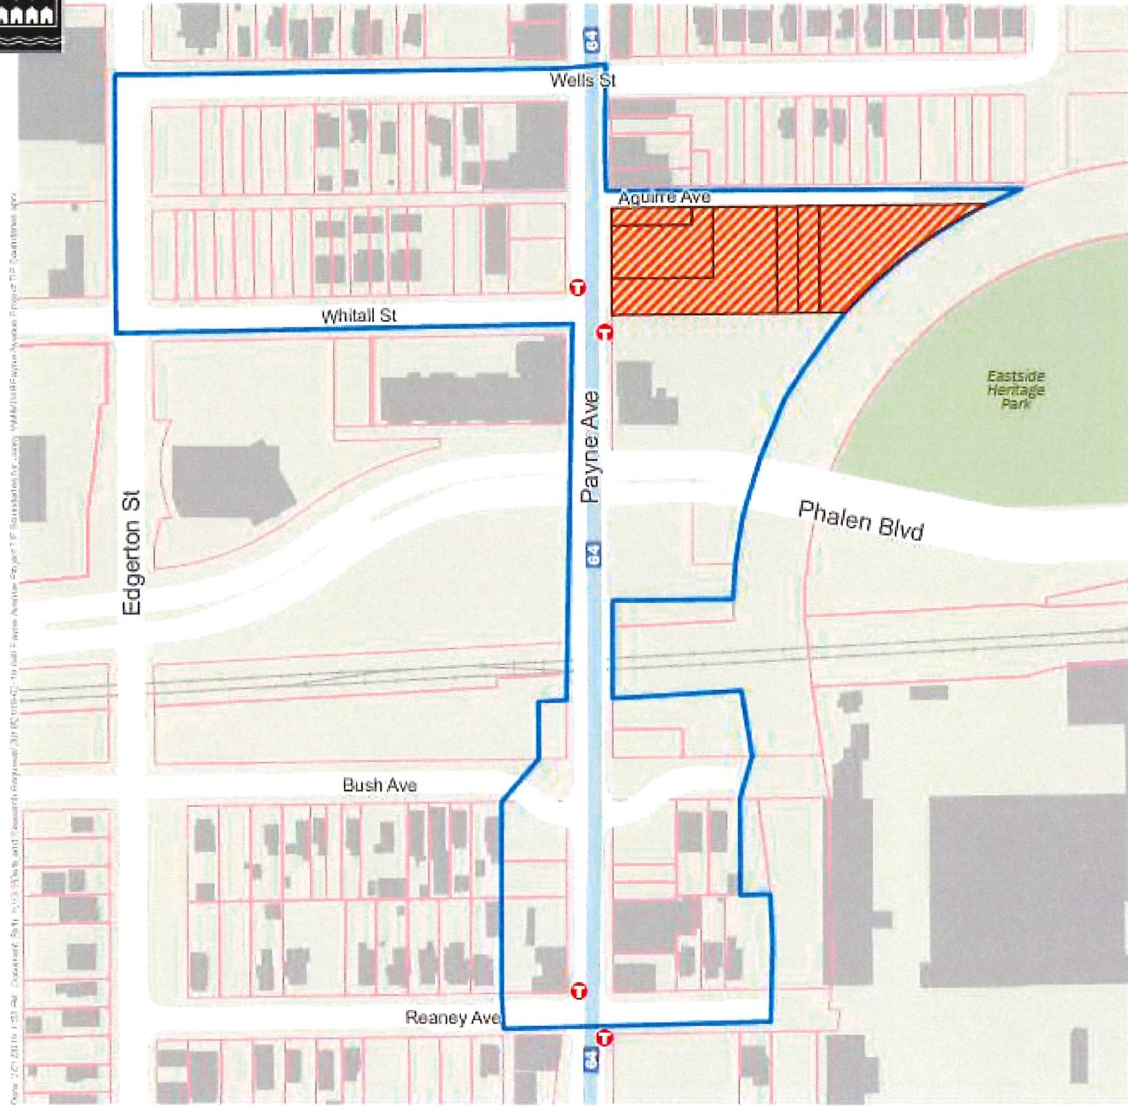 64
Wells St
Aguirre Ave
T
Whitall St
T
Eastside
Heritage
Park
Payne Ave
Phalen Blvd
Edgerton St
64
Bush Ave
T
Reaney Ave
T
64